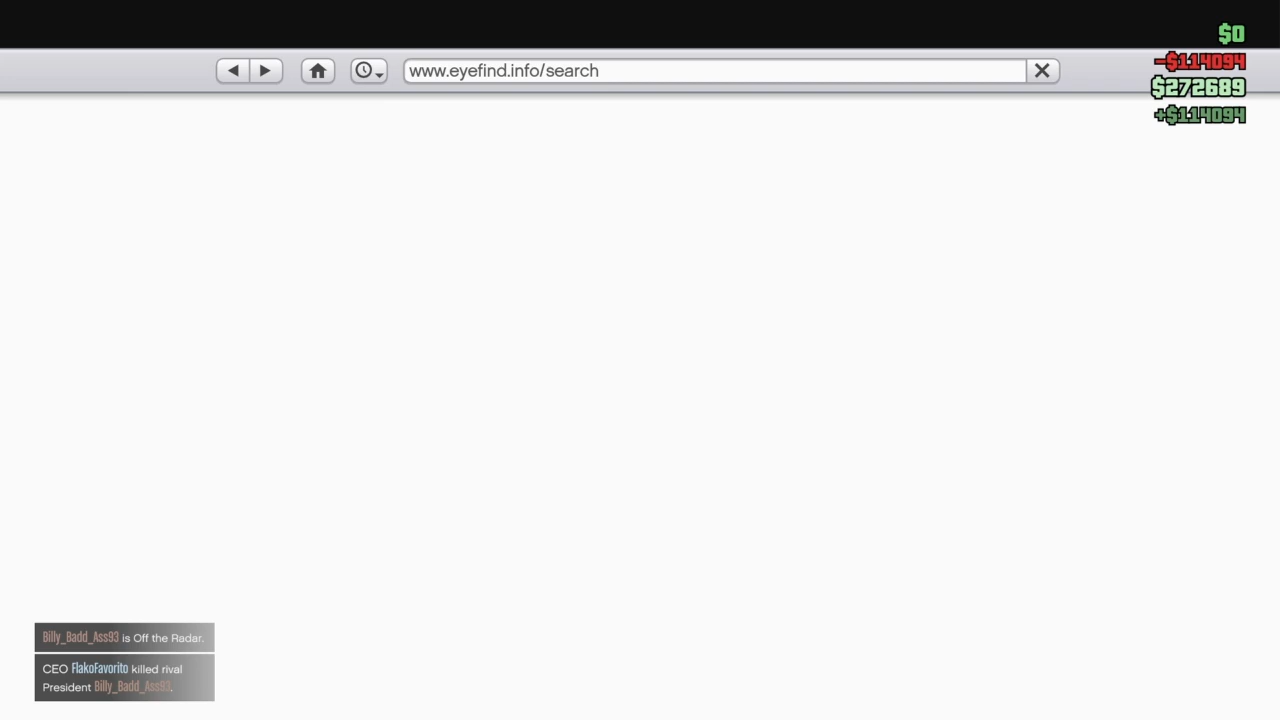 $0
-$114094
www.eyefind.info/search
$272689
+$114094
Billy_Badd_Ass93 is Off the Radar.
CEO FlakoFavorito killed rival
President Billy_Badd_Ass93.